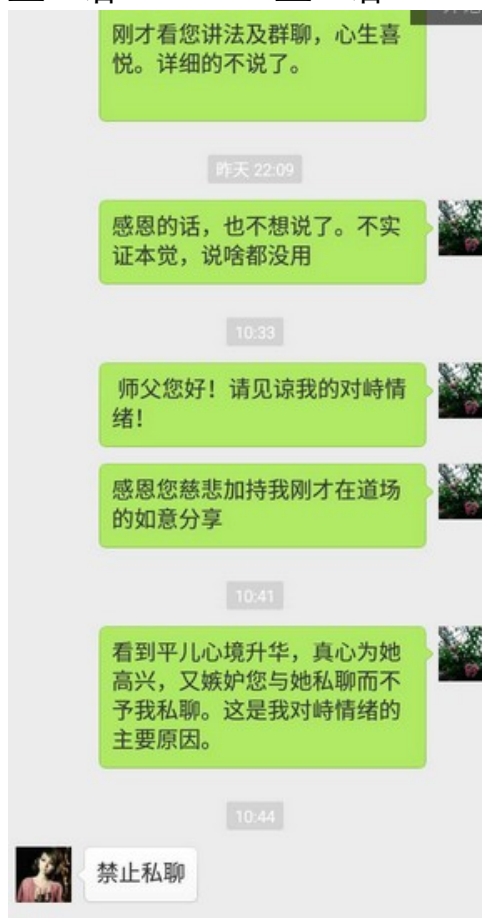 刚才看您讲法及群聊，心生喜
悦。详细的不说了。
昨天 22:09
感恩的话，也不想说了。不实
证本觉，说啥都没用
10:33
师父您好！请见谅我的对峙情
绪！
感恩您慈悲加持我刚才在道场
的如意分享
10:41
看到平儿心境升华，真心为她
高兴，又嫉妒您与她私聊而不
予我私聊。这是我对峙情绪的
主要原因。
10:44
禁止私聊